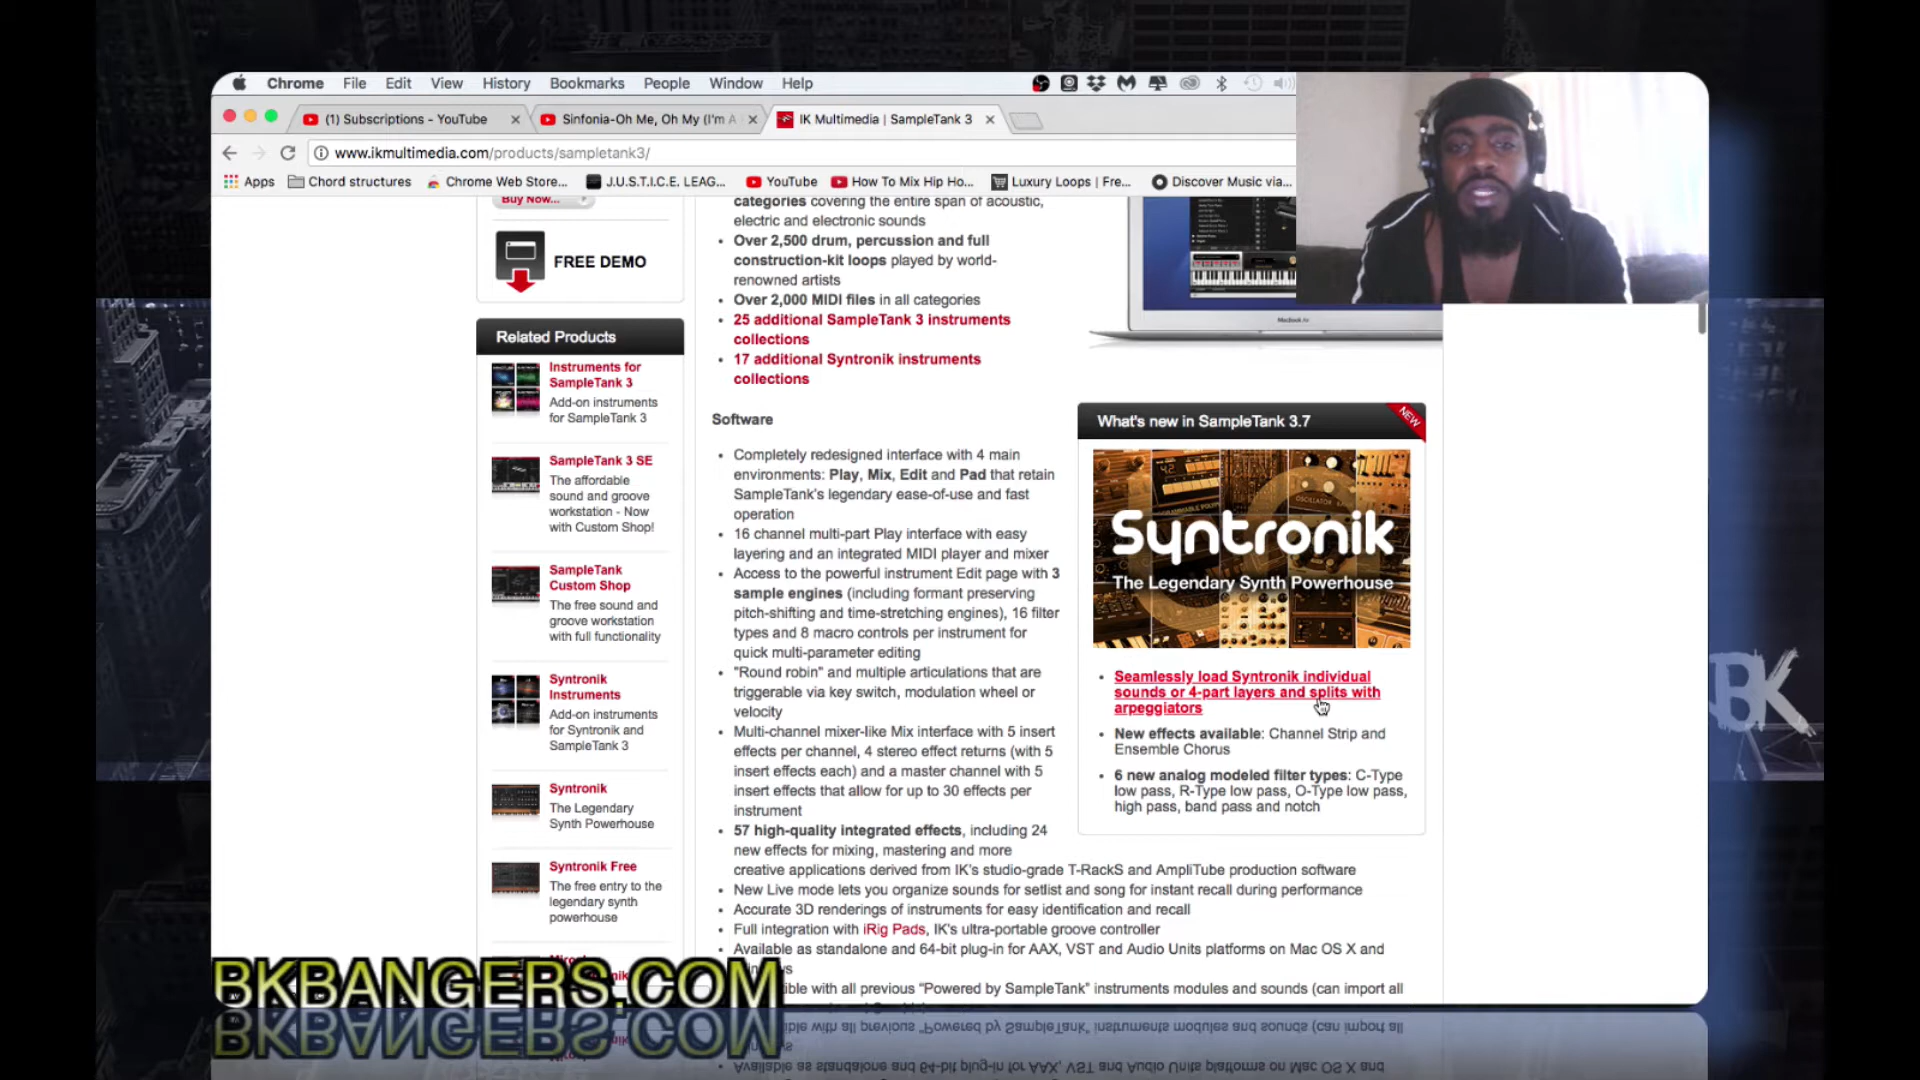 Chrome File Edit View History Bookmarks People Window Help
(1) Subscriptions - YouTube
Sinfonia-Oh Me, Oh My (I'm A
IK Multimedia | SampleTank 3
www.ikmultimedia.com/products/sampletank3/
Apps Chord structures Chrome Web Store... J.U.S.T.I.C.E. LEAG... YouTube How To Mix Hip Ho... Luxury Loops | Fre... Discover Music via...
Buy Now...
FREE DEMO
Related Products
Instruments for
SampleTank 3
Add-on instruments
for SampleTank 3
SampleTank 3 SE
The affordable
sound and groove
workstation - Now
with Custom Shop!
SampleTank
Custom Shop
The free sound and
groove workstation
with full functionality
Syntronik
Instruments
Add-on instruments
for Syntronik and
SampleTank 3
Syntronik
The Legendary
Synth Powerhouse
Syntronik Free
The free entry to the
legendary synth
powerhouse
categories covering the entire span of acoustic,
electric and electronic sounds
Over 2,500 drum, percussion and full
construction-kit loops played by world-
renowned artists
Over 2,000 MIDI files in all categories
25 additional SampleTank 3 instruments
collections
17 additional Syntronik instruments
collections
Software
Completely redesigned interface with 4 main
environments: Play, Mix, Edit and Pad that retain
SampleTank's legendary ease-of-use and fast
operation
16 channel multi-part Play interface with easy
layering and an integrated MIDI player and mixer
Access to the powerful instrument Edit page with 3
sample engines (including formant preserving
pitch-shifting and time-stretching engines), 16 filter
types and 8 macro controls per instrument for
quick multi-parameter editing
"Round robin" and multiple articulations that are
triggerable via key switch, modulation wheel or
velocity
Multi-channel mixer-like Mix interface with 5 insert
effects per channel, 4 stereo effect returns (with 5
insert effects each) and a master channel with 5
insert effects that allow for up to 30 effects per
instrument
57 high-quality integrated effects, including 24
new effects for mixing, mastering and more
creative applications derived from IK's studio-grade T-RackS and AmpliTube production software
New Live mode lets you organize sounds for setlist and song for instant recall during performance
Accurate 3D renderings of instruments for easy identification and recall
Full integration with iRig Pads, IK's ultra-portable groove controller
Available as standalone and 64-bit plug-in for AAX, VST and Audio Units platforms on Mac OS X and
with all previous "Powered by SampleTank" instruments modules and sounds (can import all
MacBook Air
What's new in SampleTank 3.7
NEW
Syntronik
The Legendary Synth Powerhouse
Seamlessly load Syntronik individual
sounds or 4-part layers and splits with
arpeggiators
New effects available: Channel Strip and
Ensemble Chorus
6 new analog modeled filter types: C-Type
low pass, R-Type low pass, O-Type low pass,
high pass, band pass and notch
BK
BKBANGERS.COM